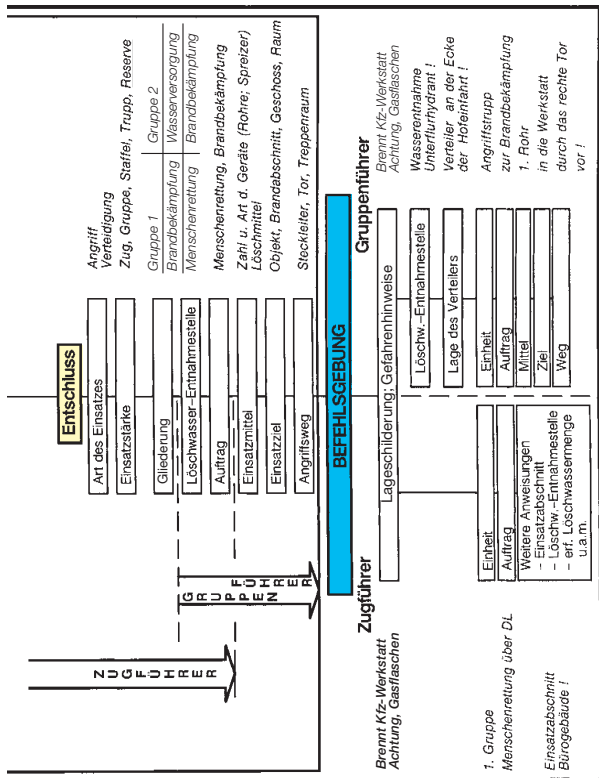 Entschluss
Art des Einsatzes
Angriff
Verteidigung
Einsatzstärke
Zug, Gruppe, Staffel, Trupp, Reserve
Gliederung
Gruppe 1 Gruppe 2
Brandbekämpfung Wasserversorgung
Menschenrettung Brandbekämpfung
Löschwasser-Entnahmestelle
Auftrag
Menschenrettung, Brandbekämpfung
Einsatzmittel
Zahl u. Art d. Geräte (Rohre; Spreizer)
Löschmittel
Einsatzziel
Objekt, Brandabschnitt, Geschoss, Raum
Angriffsweg
Steckleiter, Tor, Treppenraum
ZUGFÜHRER
GRUPPEN
FÜHRER
BEFEHLSGEBUNG
Zugführer
Gruppenführer
Brennt Kfz-Werkstatt
Achtung, Gasflaschen
Lageschilderung; Gefahrenhinweise
Brennt Kfz-Werkstatt
Achtung, Gasflaschen
Löschw.-Entnahmestelle
Wasserentnahme
Unterflurhydrant !
Lage des Verteilers
Verteiler an der Ecke
der Hofeinfahrt !
1. Gruppe
Menschenrettung über DL
Einsatzabschnitt
Bürogebäude !
Einheit
Auftrag
Weitere Anweisungen
– Einsatzabschnitt
– Löschw.-Entnahmestelle
– erf. Löschwassermenge
u.a.m.
Einheit
Auftrag
Mittel
Ziel
Weg
Angriffstrupp
zur Brandbekämpfung
1. Rohr
in die Werkstatt
durch das rechte Tor
vor !